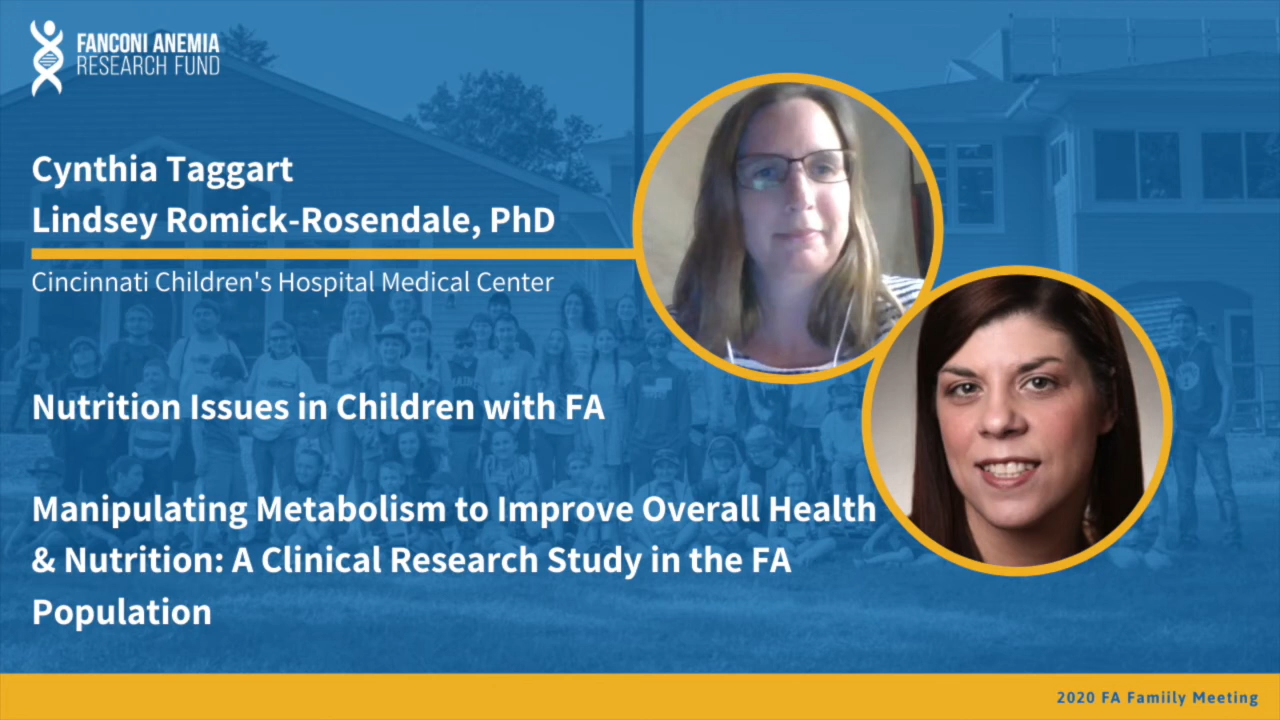 FANCONI ANEMIA
RESEARCH FUND
Cynthia Taggart
Lindsey Romick-Rosendale, PhD
Cincinnati Children's Hospital Medical Center
Nutrition Issues in Children with FA
Manipulating Metabolism to Improve Overall Health
& Nutrition: A Clinical Research Study in the FA
Population
2020 FA Famiily Meeting